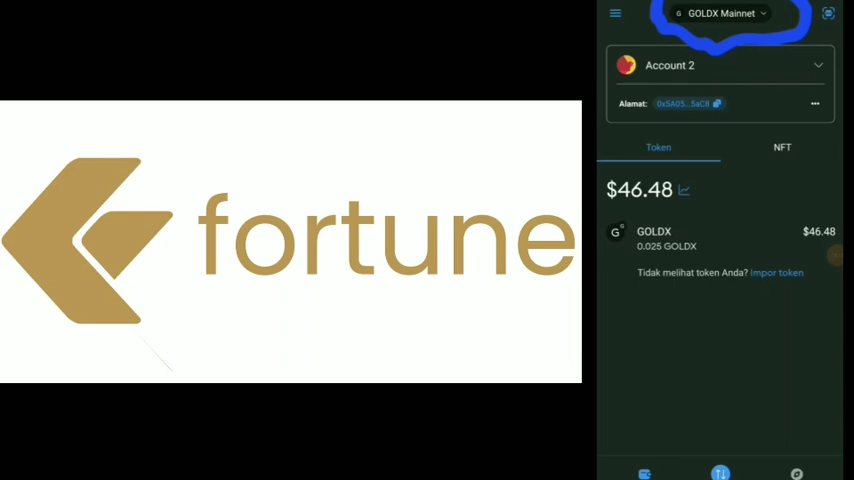 fortune
G GOLDX Mainnet
Account 2
Alamat: 0x5A05...5aC8
Token NFT
$46.48
G G GOLDX $46.48
0.025 GOLDX
Tidak melihat token Anda? Impor token